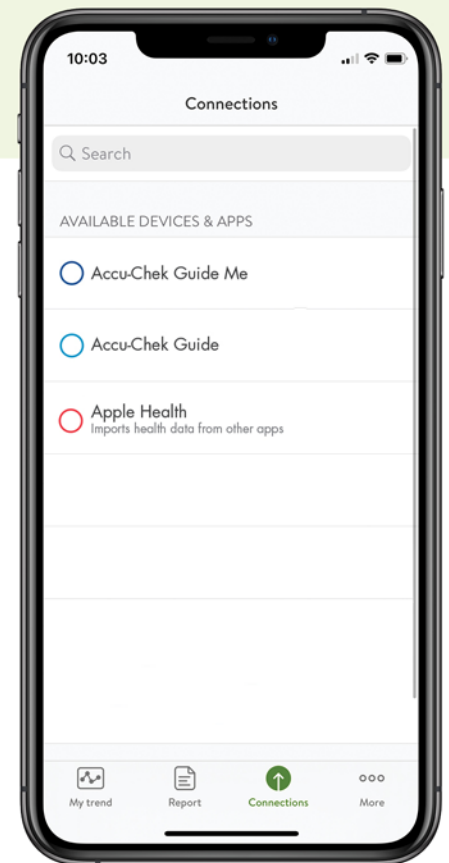 10:03
Connections
Search
AVAILABLE DEVICES & APPS
Accu-Chek Guide Me
Accu-Chek Guide
Apple Health
Imports health data from other apps
My trend
Report
Connections
More